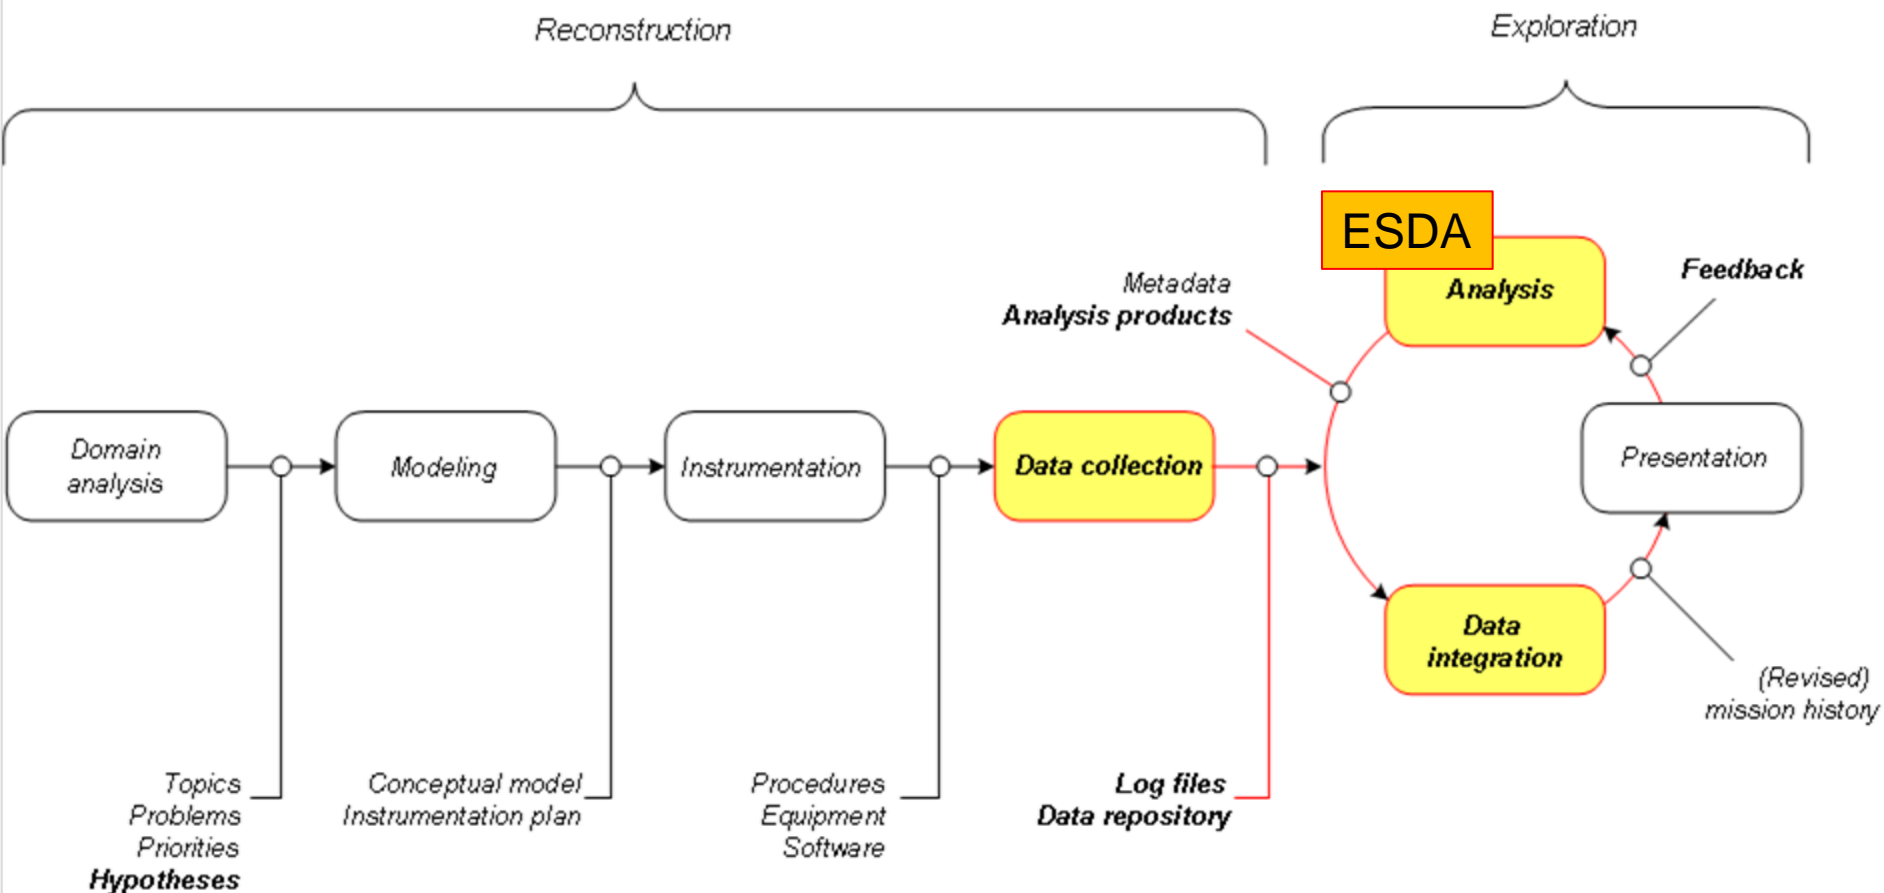 Reconstruction
Exploration
ESDA
Analysis
Feedback
Metadata
Analysis products
Domain
analysis
Modeling
Instrumentation
Data collection
Presentation
Data
integration
(Revised)
mission history
Topics
Problems
Priorities
Hypotheses
Conceptual model
Instrumentation plan
Procedures
Equipment
Software
Log files
Data repository